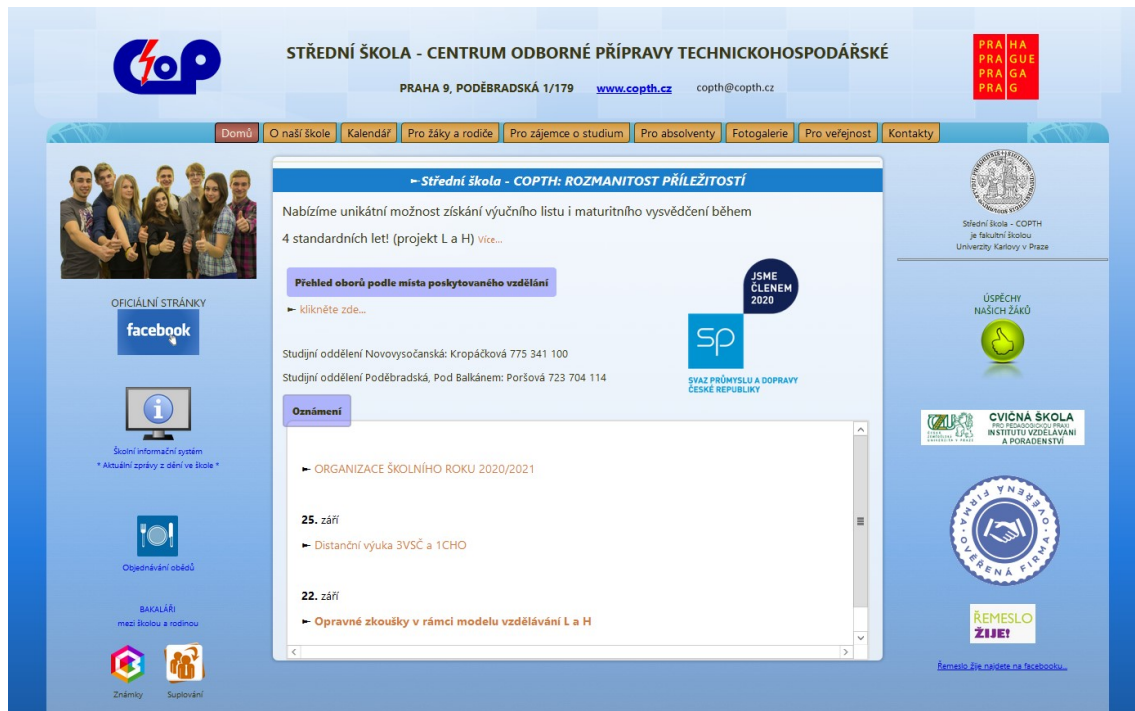 ČoP
STŘEDNÍ ŠKOLA - CENTRUM ODBORNÉ PŘÍPRAVY TECHNICKOHOSPODÁŘSKÉ
PRAHA 9, PODĚBRADSKÁ 1/179 www.copth.cz copth@copth.cz
PRA HA
PRA GUE
PRA GA
PRA G
Domů O naší škole Kalendář Pro žáky a rodiče Pro zájemce o studium Pro absolventy Fotogalerie Pro veřejnost Kontakty
OFICIÁLNÍ STRÁNKY
facebook
Školní informační systém
* Aktuální zprávy z dění ve škole *
Objednávání obědů
BAKALÁŘI
mezi školou a rodinou
Známky Suplování
►Střední škola - COPTH: ROZMANITOST PŘÍLEŽITOSTÍ
Nabízíme unikátní možnost získání výučního listu i maturitního vysvědčení během
4 standardních let! (projekt L a H) Více...
Přehled oborů podle místa poskytovaného vzdělání
► klikněte zde...
JSME
ČLENEM
2020
SP
SVAZ PRŮMYSLU A DOPRAVY
ČESKÉ REPUBLIKY
Studijní oddělení Novovysočanská: Kropáčková 775 341 100
Studijní oddělení Poděbradská, Pod Balkánem: Poršová 723 704 114
Oznámení
► ORGANIZACE ŠKOLNÍHO ROKU 2020/2021
25. září
► Distanční výuka 3VSČ a 1CHO
22. září
► Opravné zkoušky v rámci modelu vzdělávání L a H
Střední škola - COPTH
je fakultní školou
Univerzity Karlovy v Praze
ÚSPĚCHY
NAŠICH ŽÁKŮ
CVIČNÁ ŠKOLA
PRO PEDAGOGICKOU PRAXI
INSTITUTU VZDĚLÁVÁNÍ
A PORADENSTVÍ
OVĚŘENÁ FIRMA
OVĚŘENÁ FIRMA
ŘEMESLO
ŽIJE!
Řemeslo žije najdete na facebooku...